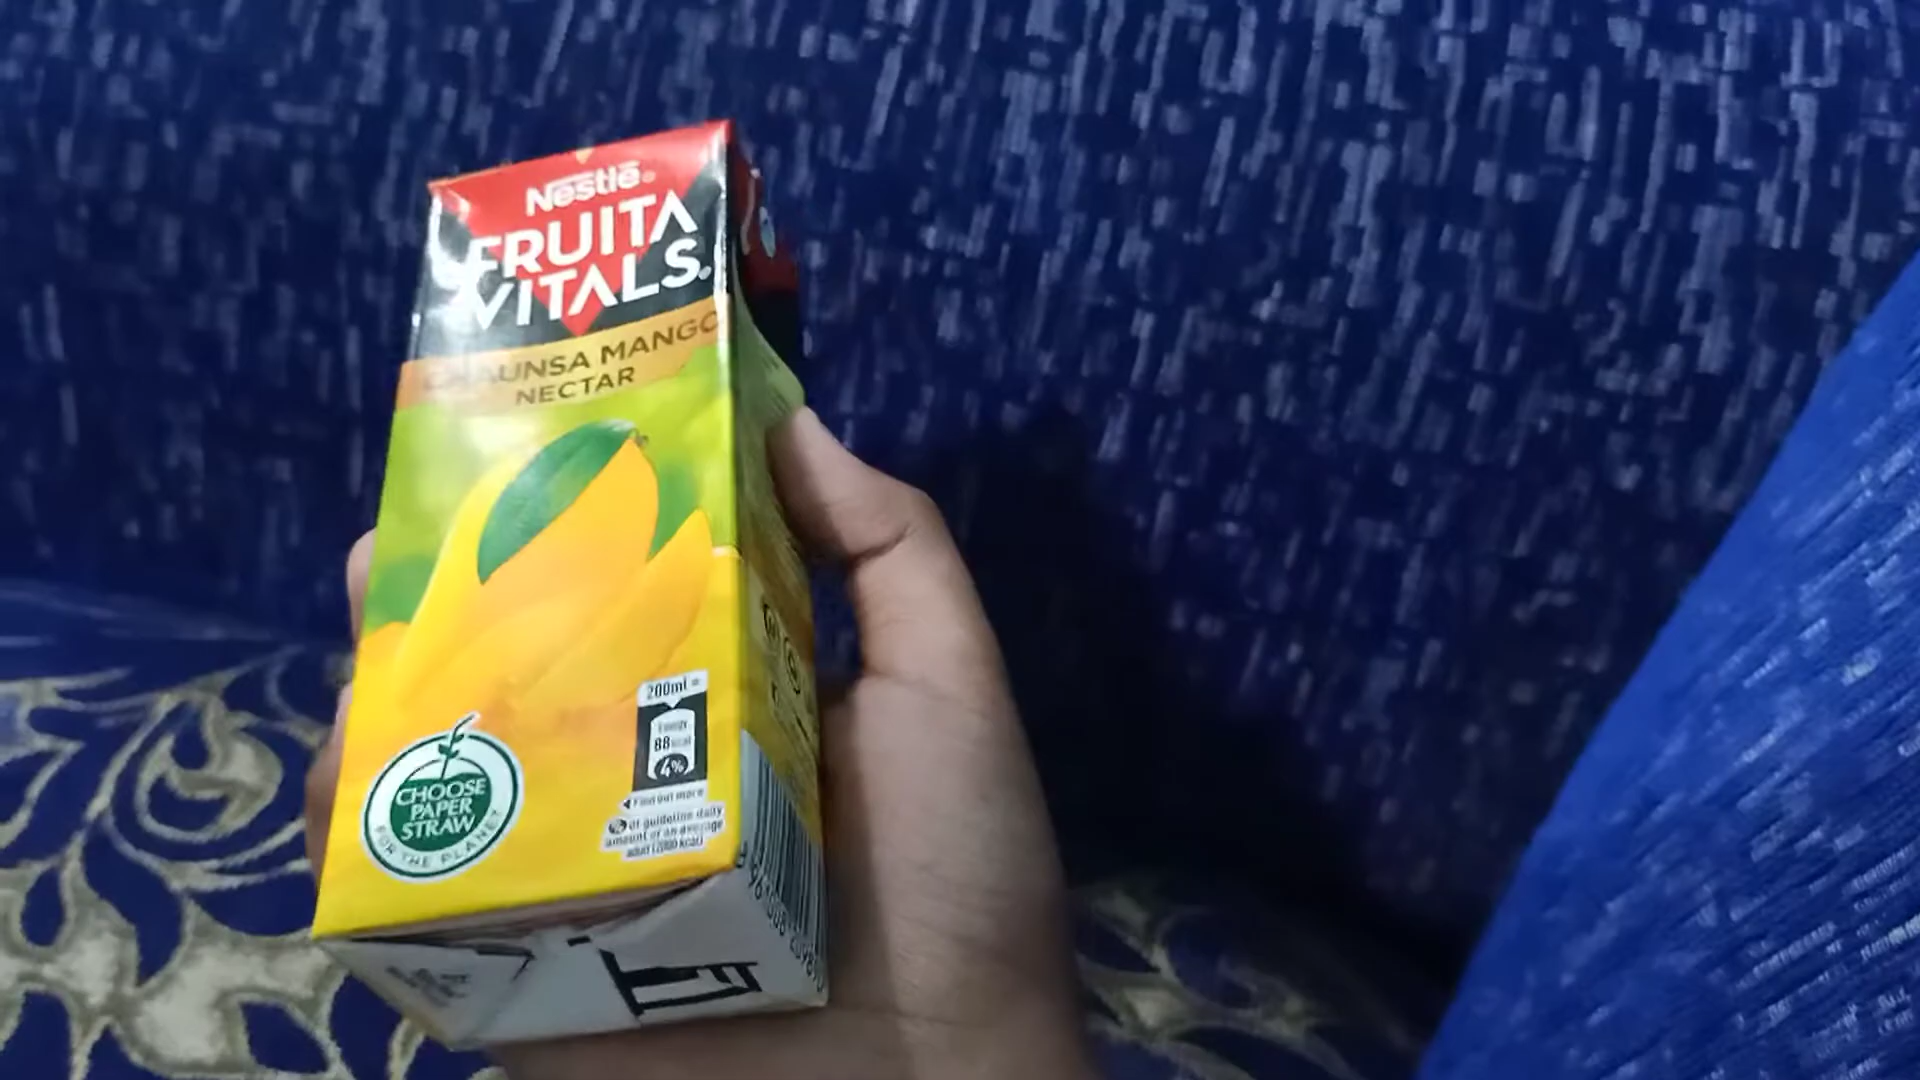 Nestlé
FRUITA
VITALS
CHAUNSA MANGO
NECTAR
200mL =
Energy
88kcal
4%
Find out more
% of guideline daily
amount of an average
adult (2000 kcal)
CHOOSE
PAPER
STRAW
FOR THE PLANET